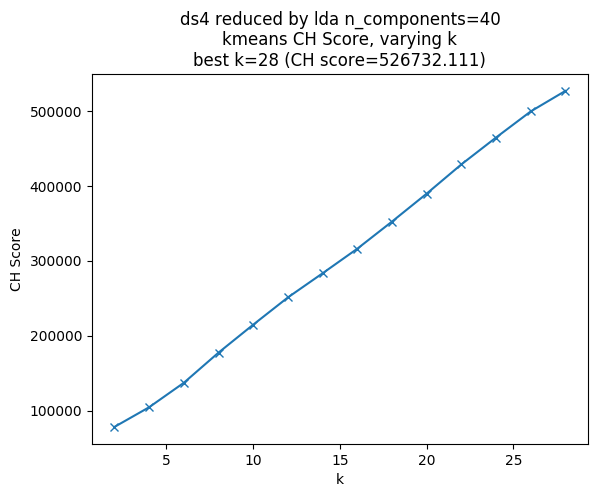 ds4 reduced by lda n_components=40
kmeans CH Score, varying k
best k=28 (CH score=526732.111)
500000
400000
300000
200000
100000
CH Score
5 10 15 20 25
k